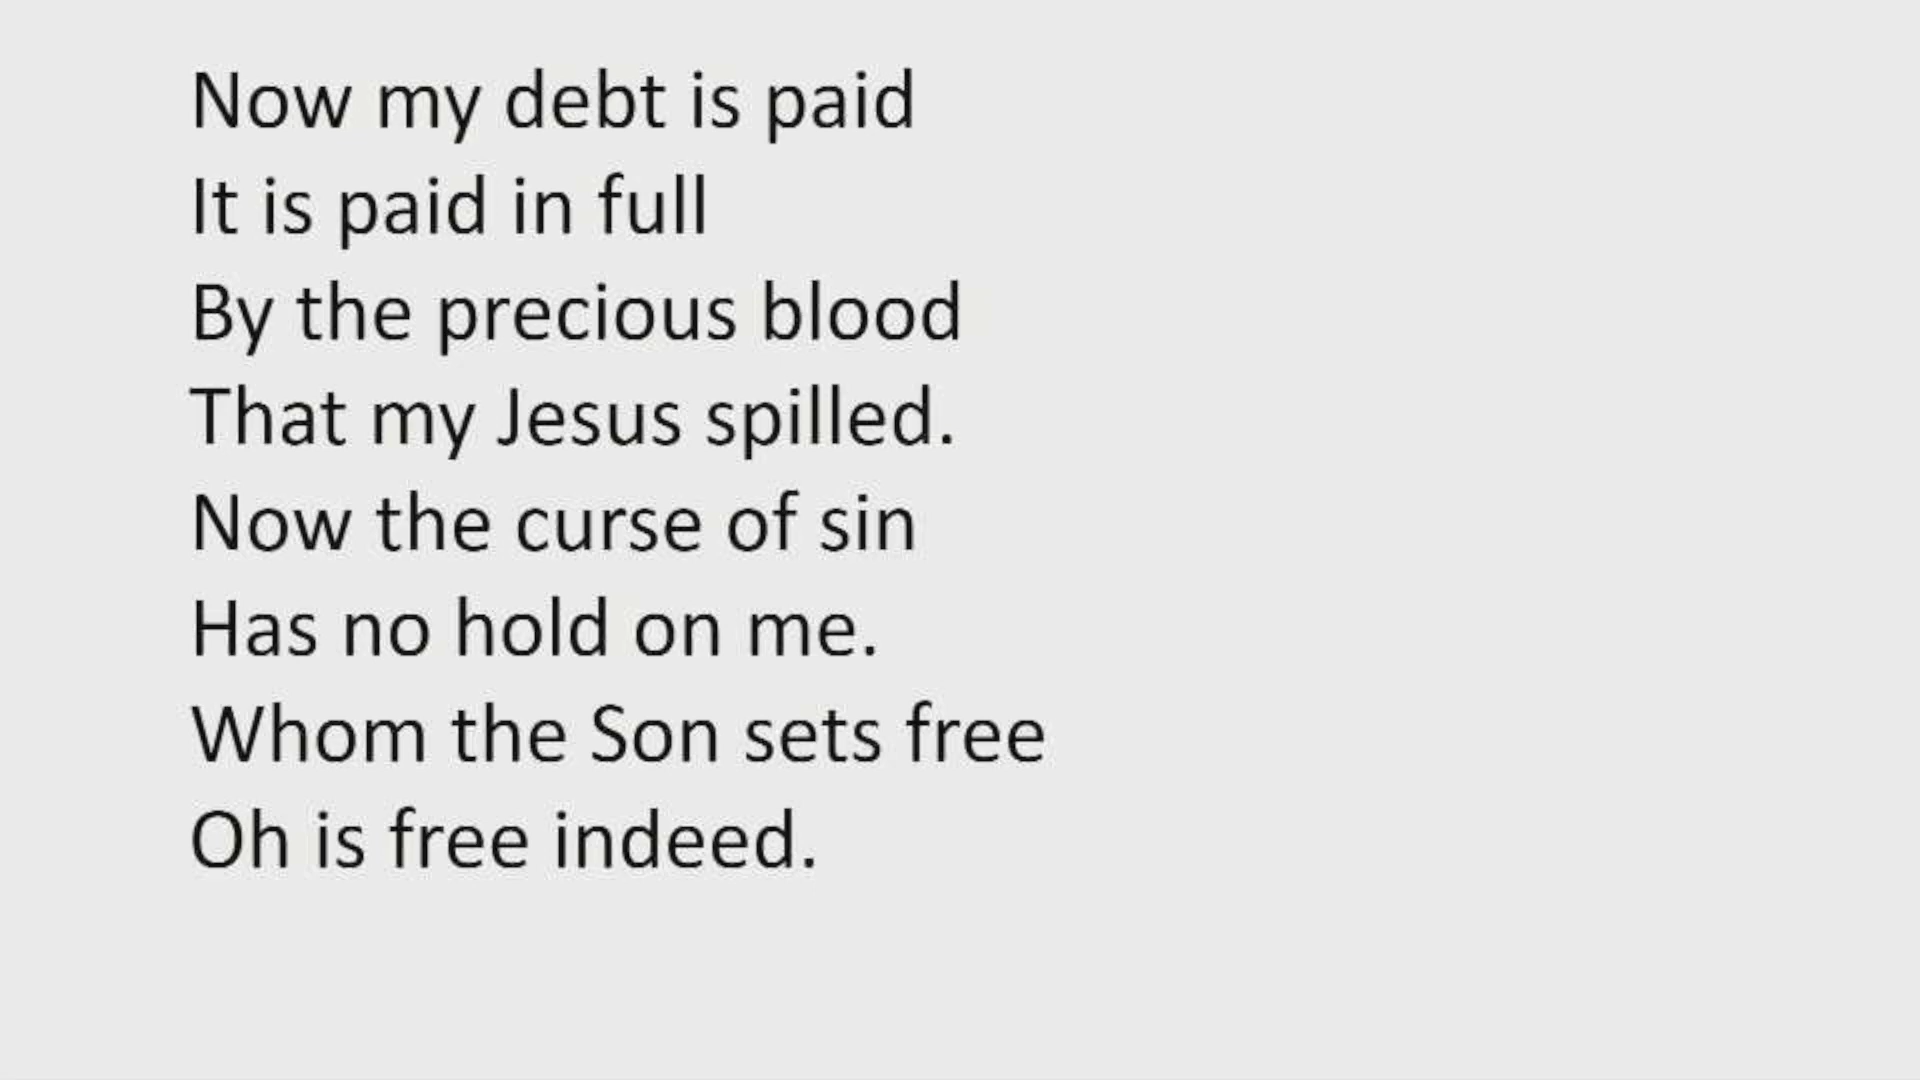 Now my debt is paid
It is paid in full
By the precious blood
That my Jesus spilled.
Now the curse of sin
Has no hold on me.
Whom the Son sets free
Oh is free indeed.